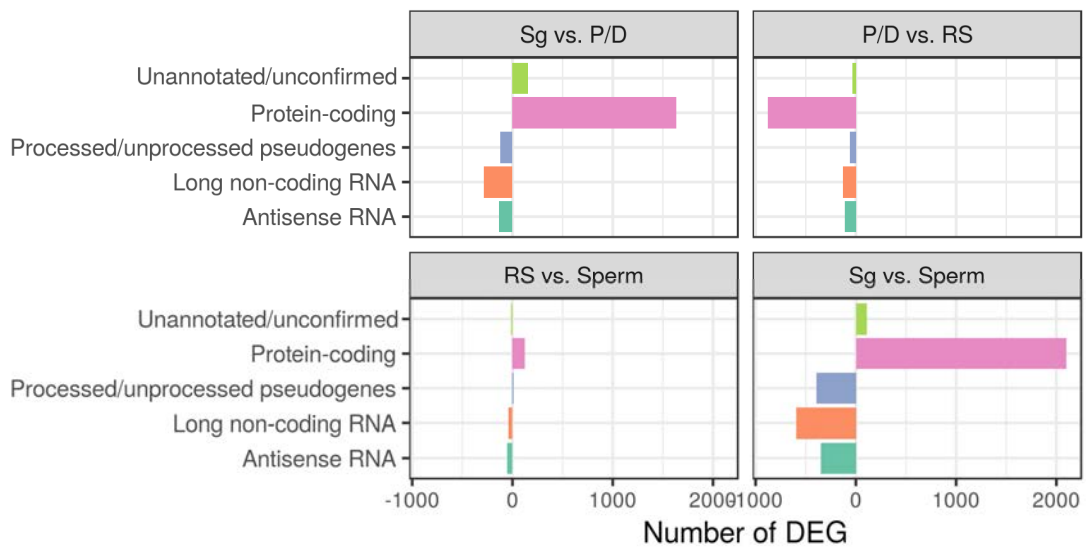 Sg vs. P/D
P/D vs. RS
Unannotated/unconfirmed
Protein-coding
Processed/unprocessed pseudogenes
Long non-coding RNA
Antisense RNA
RS vs. Sperm
Sg vs. Sperm
Unannotated/unconfirmed
Protein-coding
Processed/unprocessed pseudogenes
Long non-coding RNA
Antisense RNA
-1000 0 1000 2000 -1000 0 1000 2000
Number of DEG